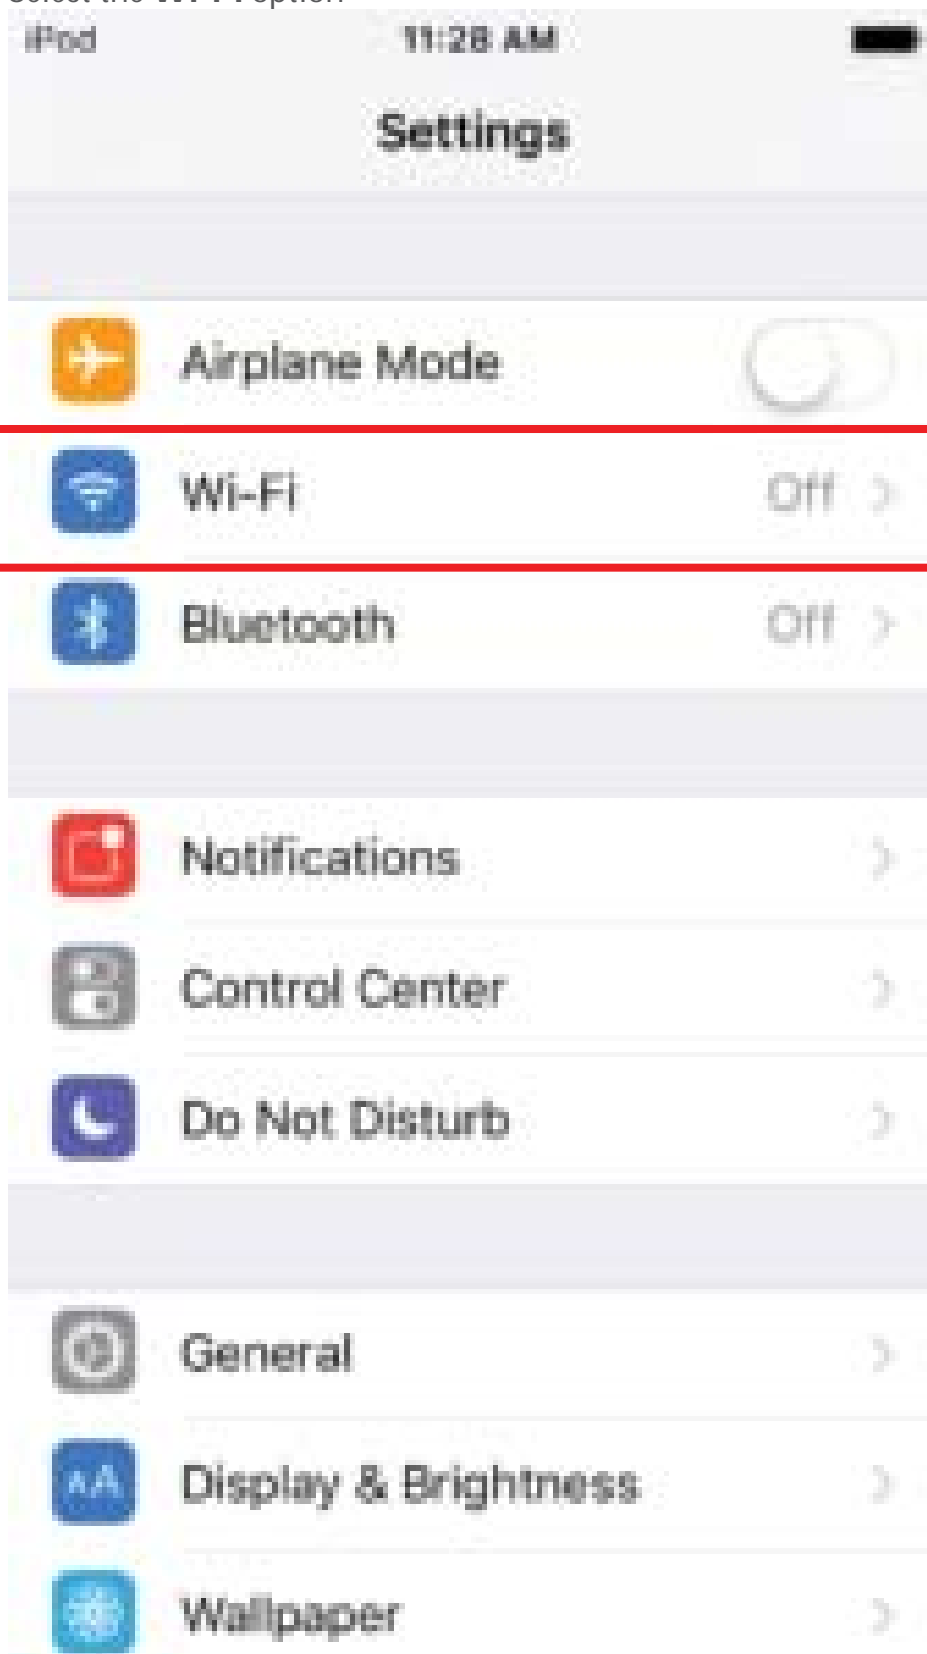 iPod 11:28 AM
Settings
Airplane Mode
Wi-Fi Off
Bluetooth Off
Notifications
Control Center
Do Not Disturb
General
AA Display & Brightness
Wallpaper